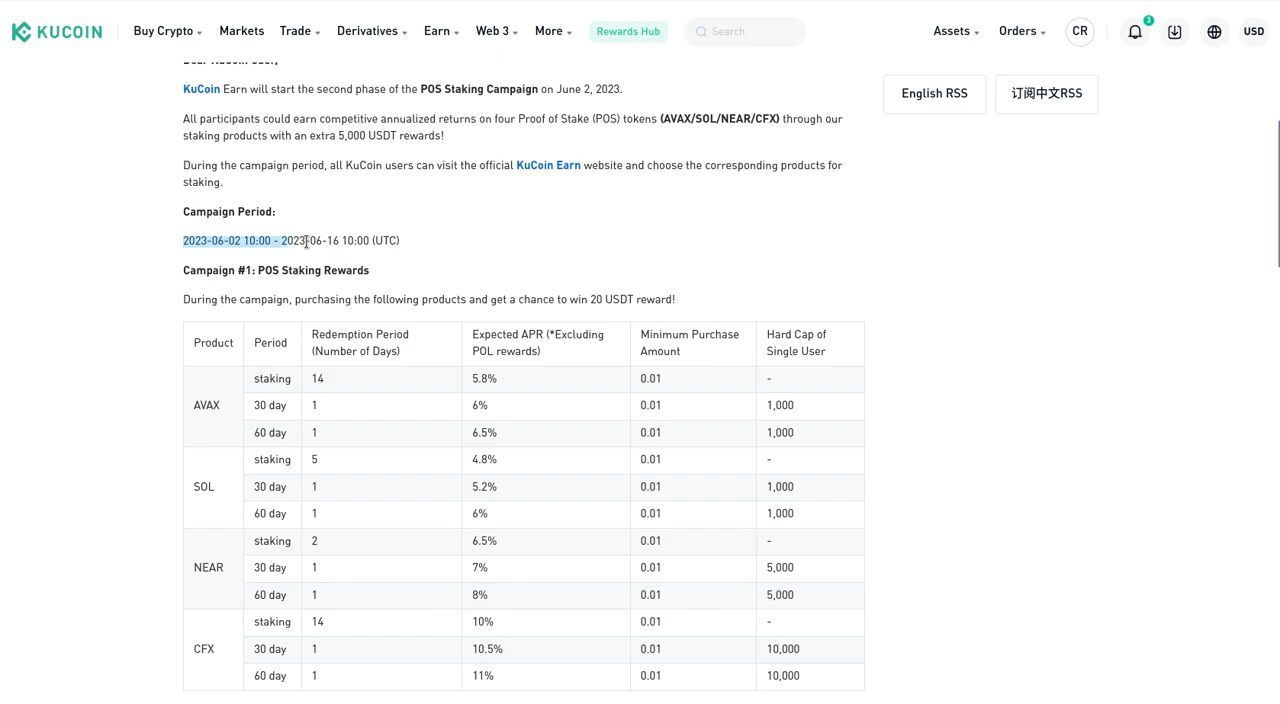 KUCOIN Buy Crypto Markets Trade Derivatives Earn Web 3 More Rewards Hub Search Assets Orders CR 3 USD
Dear KuCoin User,
KuCoin Earn will start the second phase of the POS Staking Campaign on June 2, 2023.
English RSS 订阅中文RSS
All participants could earn competitive annualized returns on four Proof of Stake (POS) tokens (AVAX/SOL/NEAR/CFX) through our
staking products with an extra 5,000 USDT rewards!
During the campaign period, all KuCoin users can visit the official KuCoin Earn website and choose the corresponding products for
staking.
Campaign Period:
2023-06-02 10:00 - 2023-06-16 10:00 (UTC)
Campaign #1: POS Staking Rewards
During the campaign, purchasing the following products and get a chance to win 20 USDT reward!
Product Period Redemption Period (Number of Days) Expected APR (*Excluding POL rewards) Minimum Purchase Amount Hard Cap of Single User
AVAX staking 14 5.8% 0.01 -
30 day 1 6% 0.01 1,000
60 day 1 6.5% 0.01 1,000
SOL staking 5 4.8% 0.01 -
30 day 1 5.2% 0.01 1,000
60 day 1 6% 0.01 1,000
NEAR staking 2 6.5% 0.01 -
30 day 1 7% 0.01 5,000
60 day 1 8% 0.01 5,000
CFX staking 14 10% 0.01 -
30 day 1 10.5% 0.01 10,000
60 day 1 11% 0.01 10,000